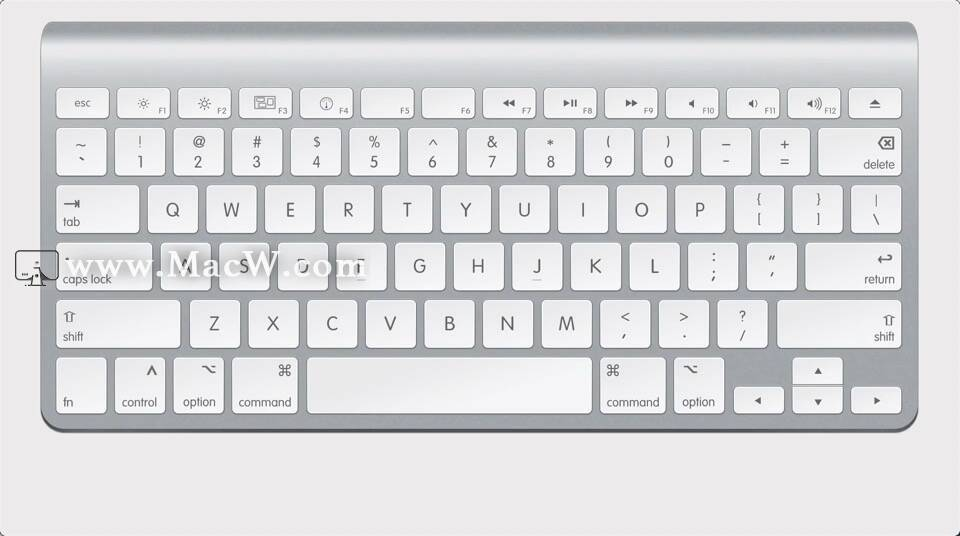 esc F1 F2 F3 F4 F5 F6 F7 F8 F9 F10 F11 F12
~ ! @ # $ % ^ & * ( ) _ +
` 1 2 3 4 5 6 7 8 9 0 - = delete
tab Q W E R T Y U I O P { [ } ] | \
www.MacW.com
caps lock A S D F G H J K L : ; " ' return
shift Z X C V B N M < , > . ? / shift
fn control option command command option